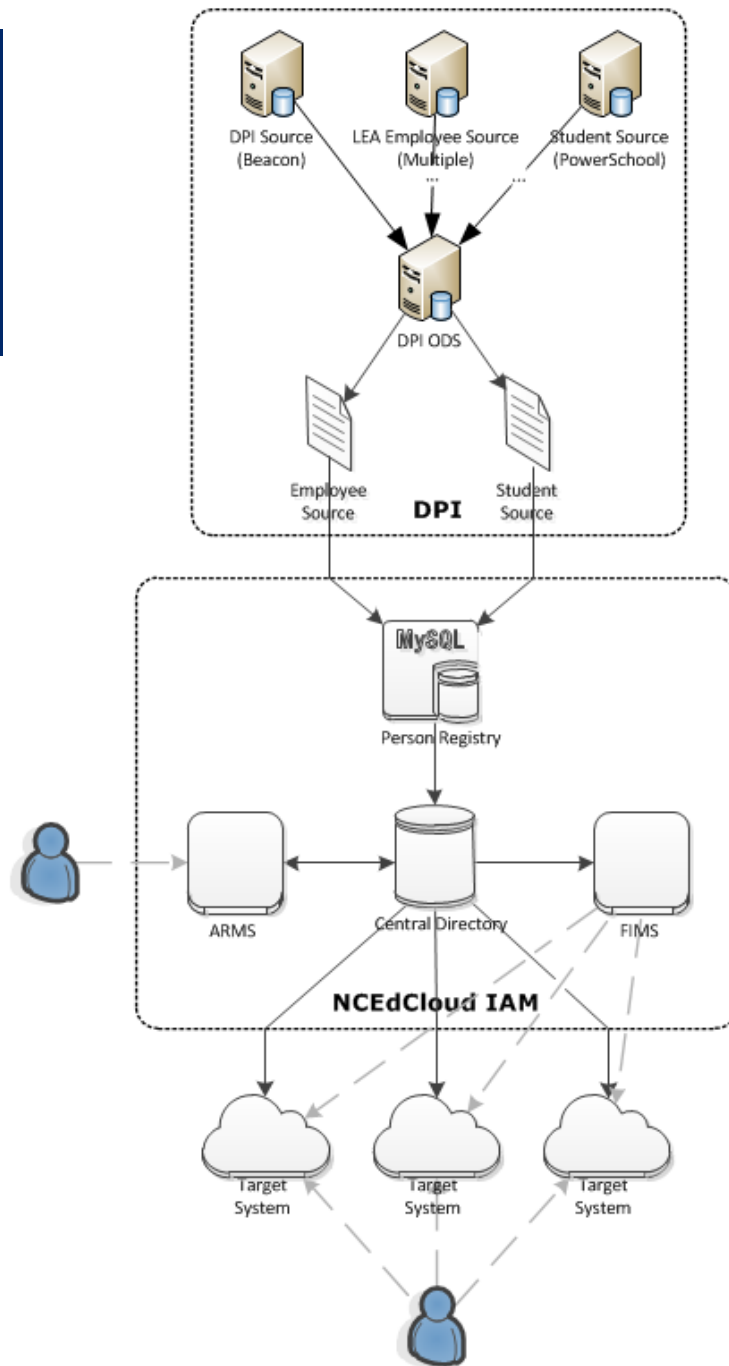 DPI Source
(Beacon)
LEA Employee Source
(Multiple)
...
Student Source
(PowerSchool)
...
DPI ODS
Employee
Source
Student
Source
DPI
MySQL
Person Registry
ARMS
Central Directory
FIMS
NCEdCloud IAM
Target
System
Target
System
Target
System